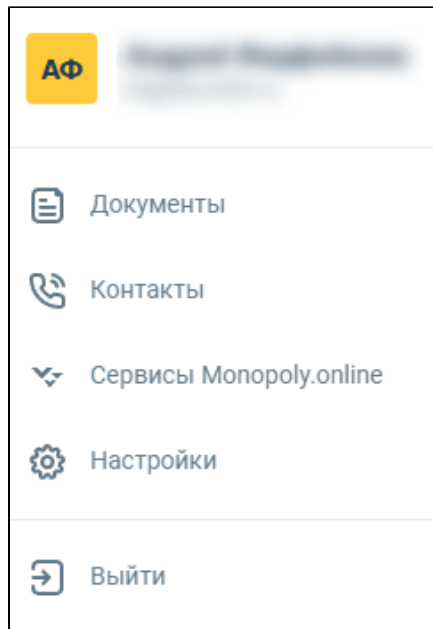 АФ
Документы
Контакты
Сервисы Monopoly.online
Настройки
Выйти